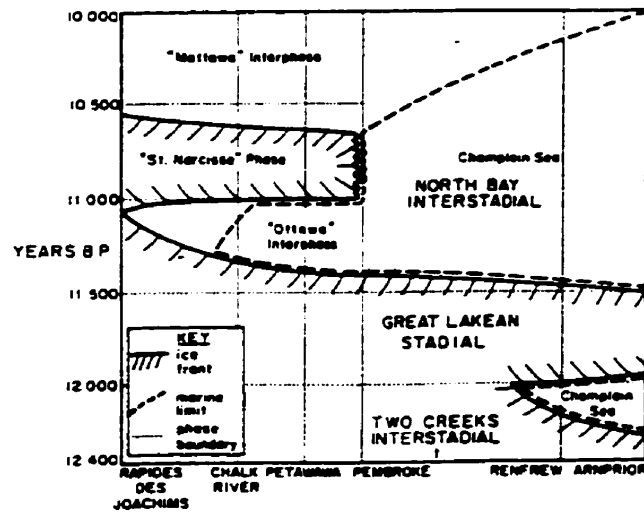 10 000
"Mattawa" Interphase
10 500
"St. Narcisse" Phase
Champlain Sea
NORTH BAY
INTERSTADIAL
11 000
"Ottawa"
Interphase
YEARS B P
11 500
GREAT LAKEAN
STADIAL
KEY
ice
front
marine
limit
phase
boundary
12 000
Champlain
Sea
TWO CREEKS
INTERSTADIAL
12 400
RAPIDES
DES
JOACHIMS
CHALK
RIVER
PETAWAWA
PEMBROKE
RENFREW
ARNPRIOR